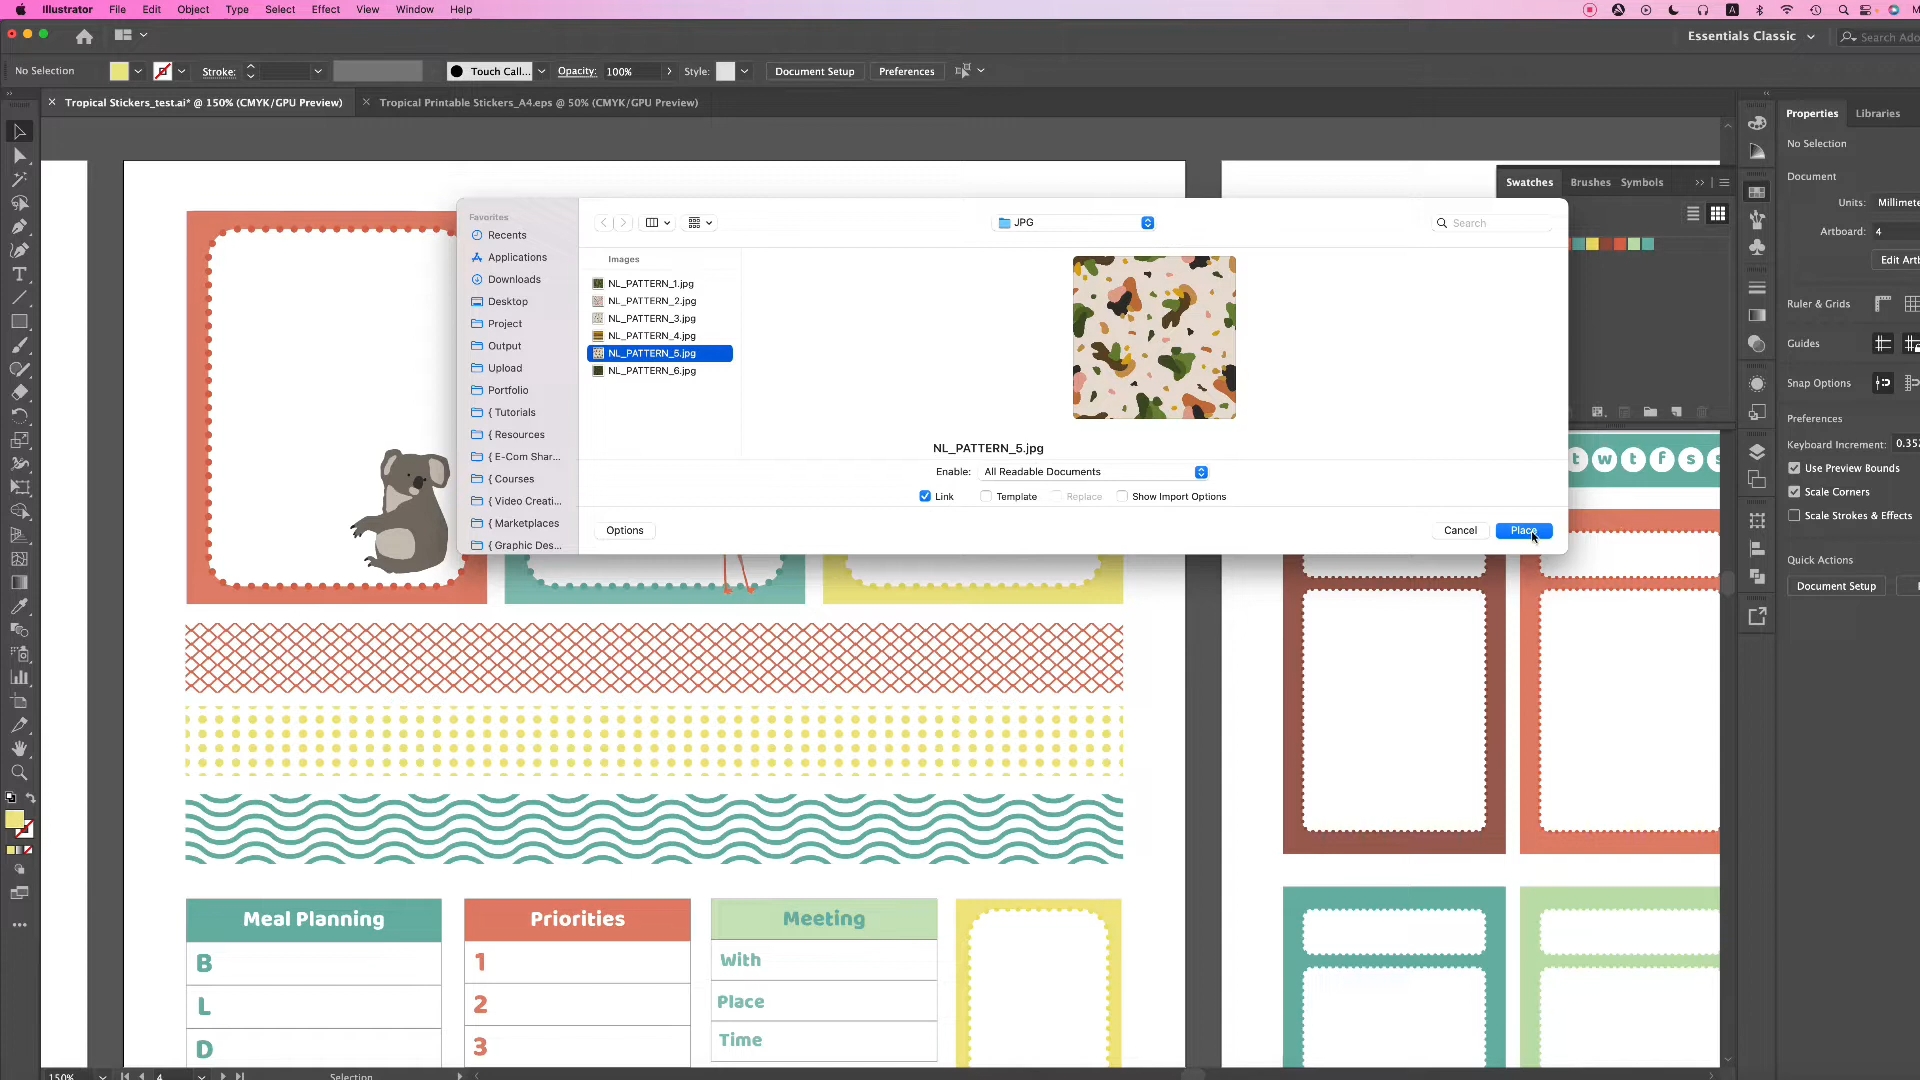 Illustrator File Edit Object Type Select Effect View Window Help
Essentials Classic
Search Ado
No Selection
Stroke:
Touch Call...
Opacity: 100%
Style:
Document Setup
Preferences
Tropical Stickers_test.ai* @ 150% (CMYK/GPU Preview)
Tropical Printable Stickers_A4.eps @ 50% (CMYK/GPU Preview)
Properties Libraries
No Selection
Document
Units: Millimete
Artboard: 4
Edit Artb
Ruler & Grids
Guides
Snap Options
Preferences
Keyboard Increment: 0.352
Use Preview Bounds
Scale Corners
Scale Strokes & Effects
Quick Actions
Document Setup
Swatches Brushes Symbols
Favorites
Recents
Applications
Downloads
Desktop
Project
Output
Upload
Portfolio
{ Tutorials
{ Resources
{ E-Com Shar...
{ Courses
{ Video Creati...
{ Marketplaces
{ Graphic Des...
JPG
Search
Images
NL_PATTERN_1.jpg
NL_PATTERN_2.jpg
NL_PATTERN_3.jpg
NL_PATTERN_4.jpg
NL_PATTERN_5.jpg
NL_PATTERN_6.jpg
NL_PATTERN_5.jpg
Enable: All Readable Documents
Link Template Replace Show Import Options
Options
Cancel
Place
t w t f s s
Meal Planning
B
L
D
Priorities
1
2
3
Meeting
With
Place
Time
150%
4
Selection